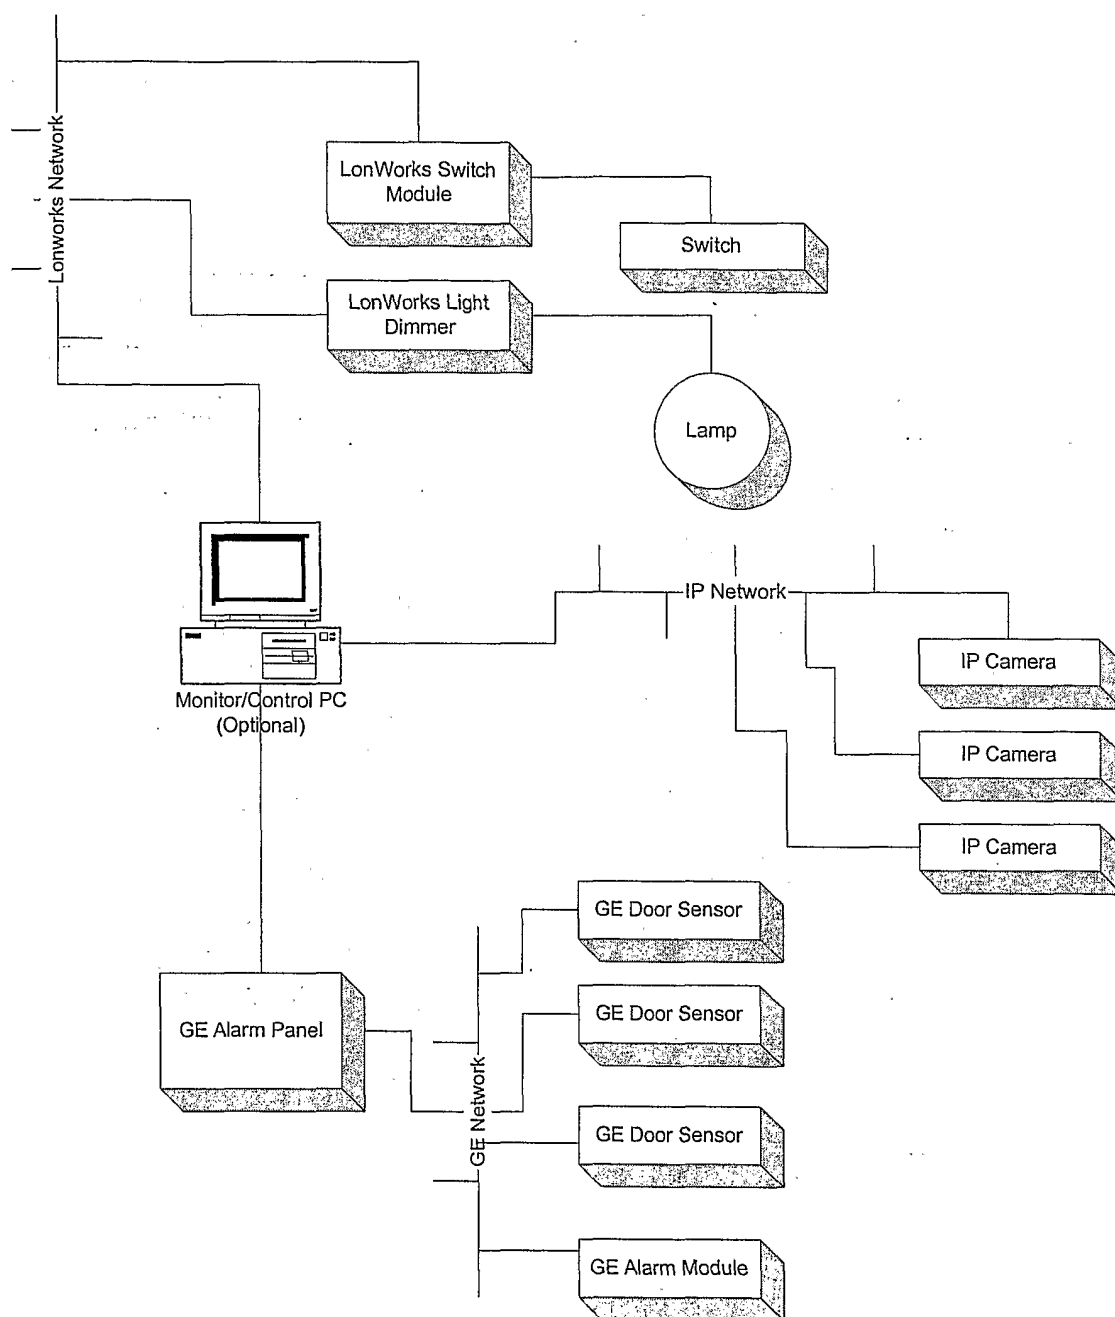 Lonworks Network
LonWorks Switch
Module
Switch
LonWorks Light
Dimmer
Lamp
IP Network
IP Camera
Monitor/Control PC
(Optional)
IP Camera
IP Camera
GE Door Sensor
GE Alarm Panel
GE Door Sensor
GE Network
GE Door Sensor
GE Alarm Module